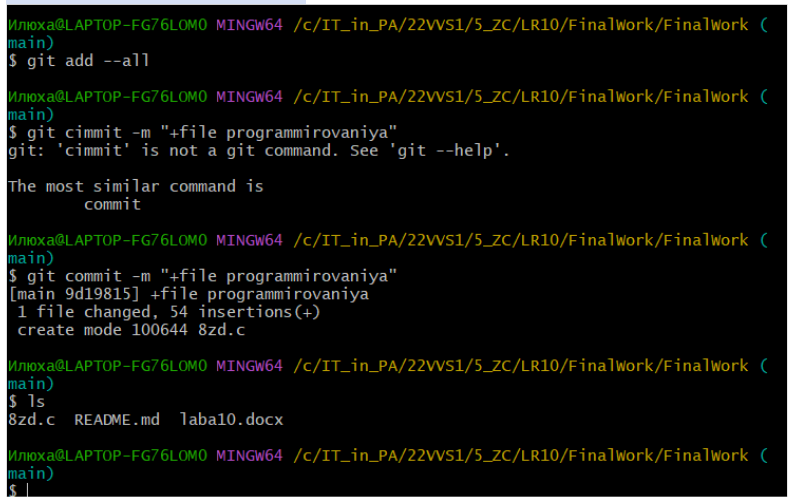 Илюха@LAPTOP-FG76LOMO MINGW64 /c/IT_in_PA/22VVS1/5_ZC/LR10/FinalWork/FinalWork (
main)
$ git add --all
Илюха@LAPTOP-FG76LOMO MINGW64 /c/IT_in_PA/22VVS1/5_ZC/LR10/FinalWork/FinalWork (
main)
$ git cimmit -m "+file programmirovaniya"
git: 'cimmit' is not a git command. See 'git --help'.
The most similar command is
commit
Илюха@LAPTOP-FG76LOMO MINGW64 /c/IT_in_PA/22VVS1/5_ZC/LR10/FinalWork/FinalWork (
main)
$ git commit -m "+file programmirovaniya"
[main 9d19815] +file programmirovaniya
1 file changed, 54 insertions(+)
create mode 100644 8zd.c
Илюха@LAPTOP-FG76LOMO MINGW64 /c/IT_in_PA/22VVS1/5_ZC/LR10/FinalWork/FinalWork (
main)
$ ls
8zd.c README.md laba10.docx
Илюха@LAPTOP-FG76LOMO MINGW64 /c/IT_in_PA/22VVS1/5_ZC/LR10/FinalWork/FinalWork (
main)
$